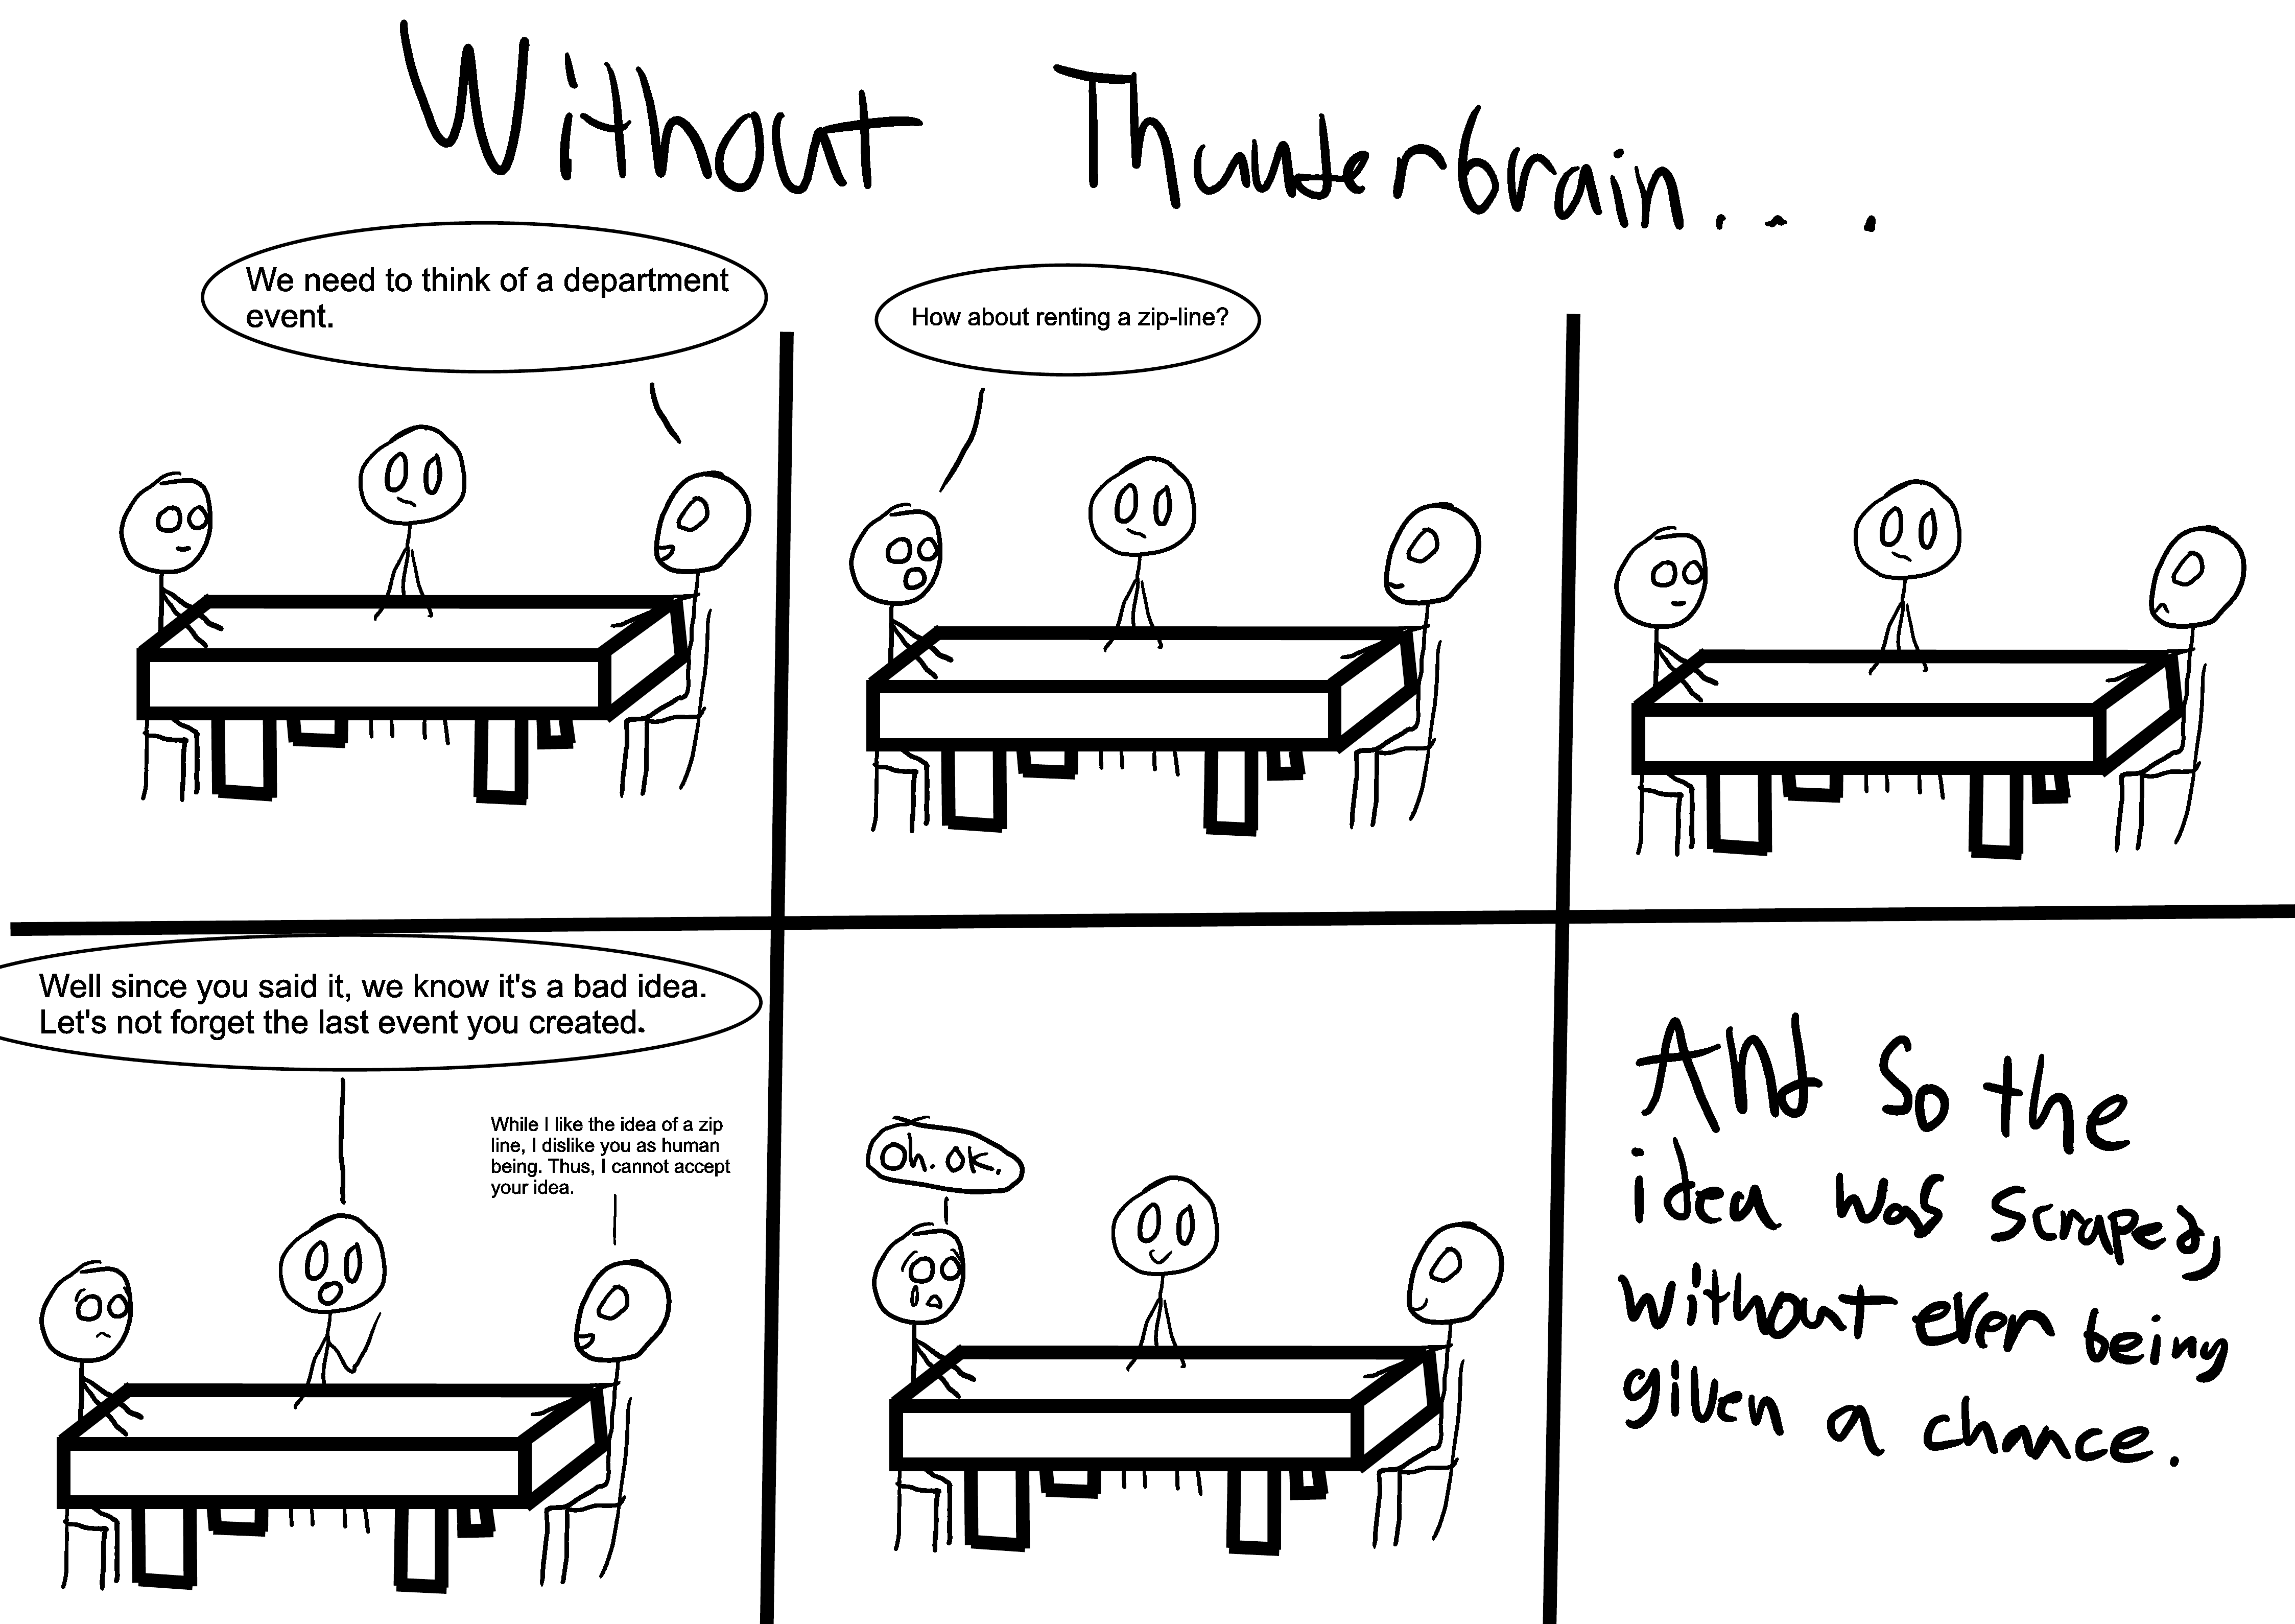 Without Thunderbrain...
We need to think of a department
event.
How about renting a zip-line?
Well since you said it, we know it's a bad idea.
Let's not forget the last event you created.
While I like the idea of a zip
line, I dislike you as human
being. Thus, I cannot accept
your idea.
Oh. OK.
And so the
idea was scraped,
without ever being
given a chance.